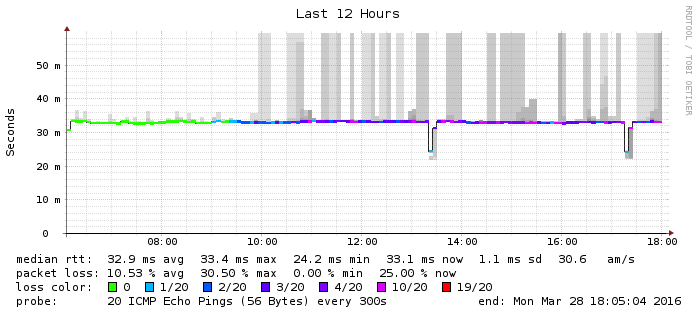 Last 12 Hours
RRDTOOL / TOBI OETIKER
Seconds
50 m
40 m
30 m
20 m
10 m
0
08:00 10:00 12:00 14:00 16:00 18:00
median rtt: 32.9 ms avg 33.4 ms max 24.2 ms min 33.1 ms now 1.1 ms sd 30.6 am/s
packet loss: 10.53 % avg 30.50 % max 0.00 % min 25.00 % now
loss color: 0 1/20 2/20 3/20 4/20 10/20 19/20
probe: 20 ICMP Echo Pings (56 Bytes) every 300s end: Mon Mar 28 18:05:04 2016